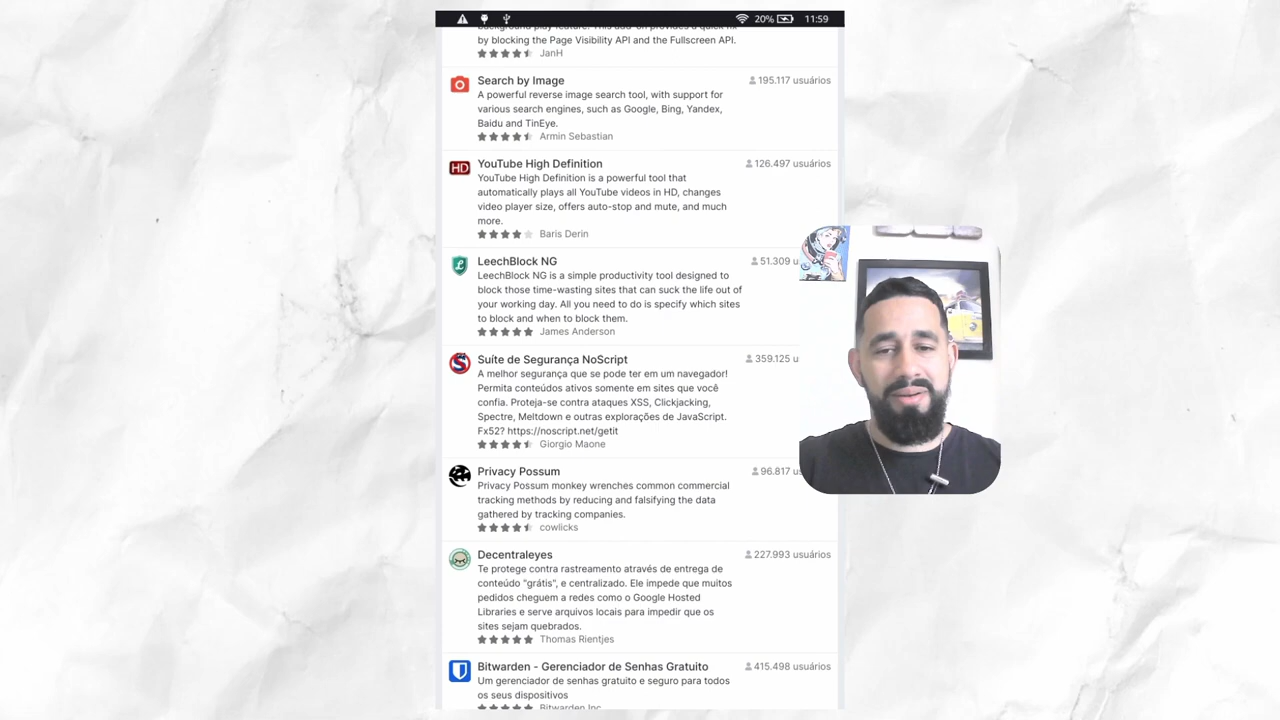 20% 11:59
background play feature. This add-on provides a quick fix
by blocking the Page Visibility API and the Fullscreen API.
JanH
Search by Image 195.117 usuários
A powerful reverse image search tool, with support for
various search engines, such as Google, Bing, Yandex,
Baidu and TinEye.
Armin Sebastian
HD YouTube High Definition 126.497 usuários
YouTube High Definition is a powerful tool that
automatically plays all YouTube videos in HD, changes
video player size, offers auto-stop and mute, and much
more.
Baris Derin
LeechBlock NG 51.309 u
LeechBlock NG is a simple productivity tool designed to
block those time-wasting sites that can suck the life out of
your working day. All you need to do is specify which sites
to block and when to block them.
James Anderson
Suíte de Segurança NoScript 359.125 u
A melhor segurança que se pode ter em um navegador!
Permita conteúdos ativos somente em sites que você
confia. Proteja-se contra ataques XSS, Clickjacking,
Spectre, Meltdown e outras explorações de JavaScript.
Fx52? https://noscript.net/getit
Giorgio Maone
Privacy Possum 96.817 us
Privacy Possum monkey wrenches common commercial
tracking methods by reducing and falsifying the data
gathered by tracking companies.
cowlicks
Decentraleyes 227.993 usuários
Te protege contra rastreamento através de entrega de
conteúdo "grátis", e centralizado. Ele impede que muitos
pedidos cheguem a redes como o Google Hosted
Libraries e serve arquivos locais para impedir que os
sites sejam quebrados.
Thomas Rientjes
Bitwarden - Gerenciador de Senhas Gratuito 415.498 usuários
Um gerenciador de senhas gratuito e seguro para todos
os seus dispositivos
Bitwarden Inc